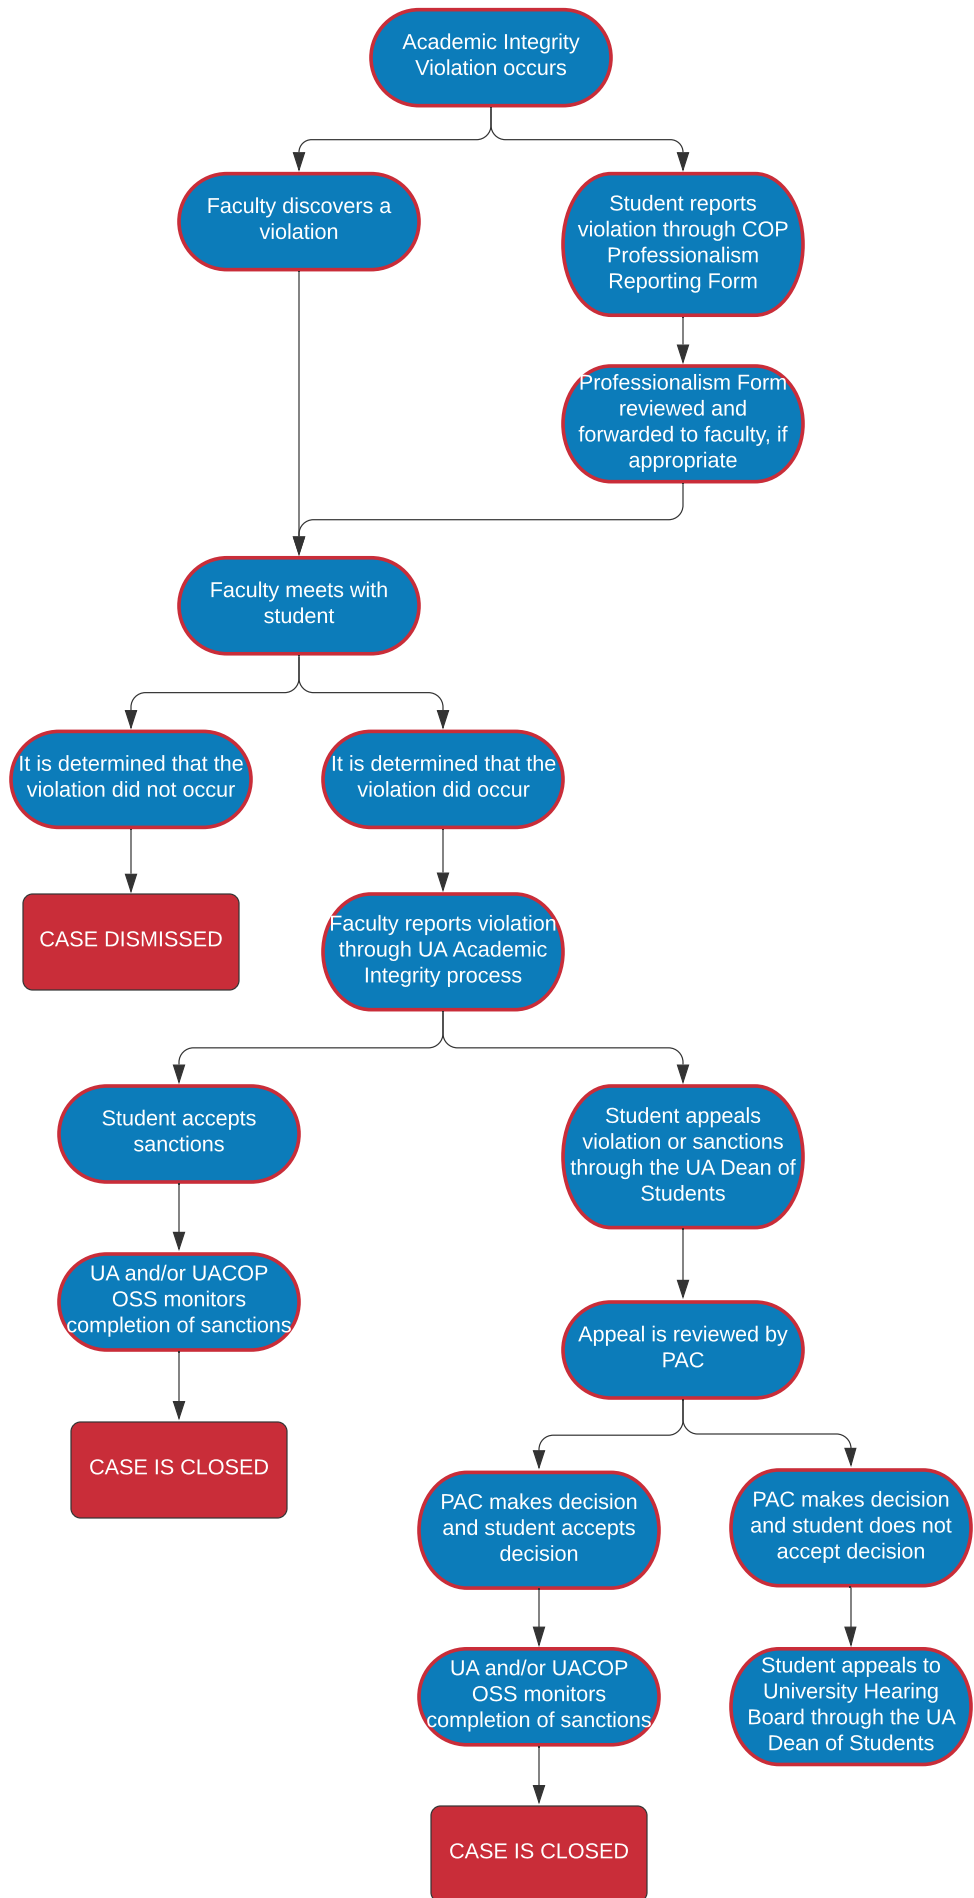 Academic Integrity
Violation occurs
Faculty discovers a
violation
Student reports
violation through COP
Professionalism
Reporting Form
Professionalism Form
reviewed and
forwarded to faculty, if
appropriate
Faculty meets with
student
It is determined that the
violation did not occur
It is determined that the
violation did occur
CASE DISMISSED
Faculty reports violation
through UA Academic
Integrity process
Student accepts
sanctions
Student appeals
violation or sanctions
through the UA Dean of
Students
UA and/or UACOP
OSS monitors
completion of sanctions
Appeal is reviewed by
PAC
CASE IS CLOSED
PAC makes decision
and student accepts
decision
PAC makes decision
and student does not
accept decision
UA and/or UACOP
OSS monitors
completion of sanctions
Student appeals to
University Hearing
Board through the UA
Dean of Students
CASE IS CLOSED